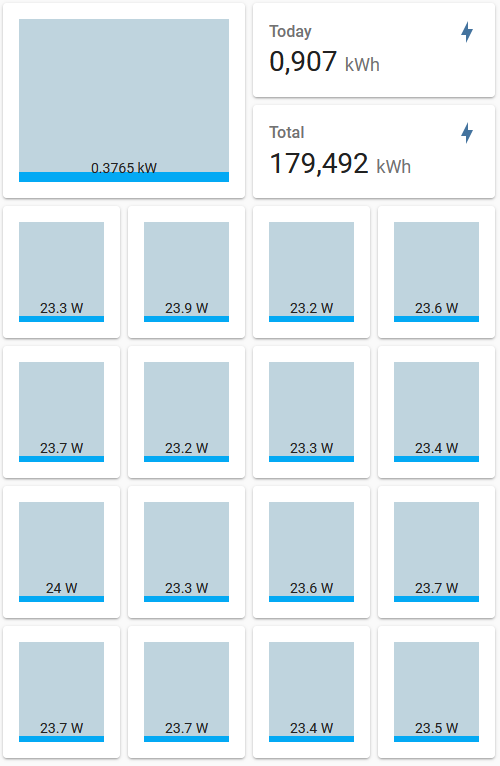 0.3765 kW
Today
0,907 kWh
Total
179,492 kWh
23.3 W
23.9 W
23.2 W
23.6 W
23.7 W
23.2 W
23.3 W
23.4 W
24 W
23.3 W
23.6 W
23.7 W
23.7 W
23.7 W
23.4 W
23.5 W